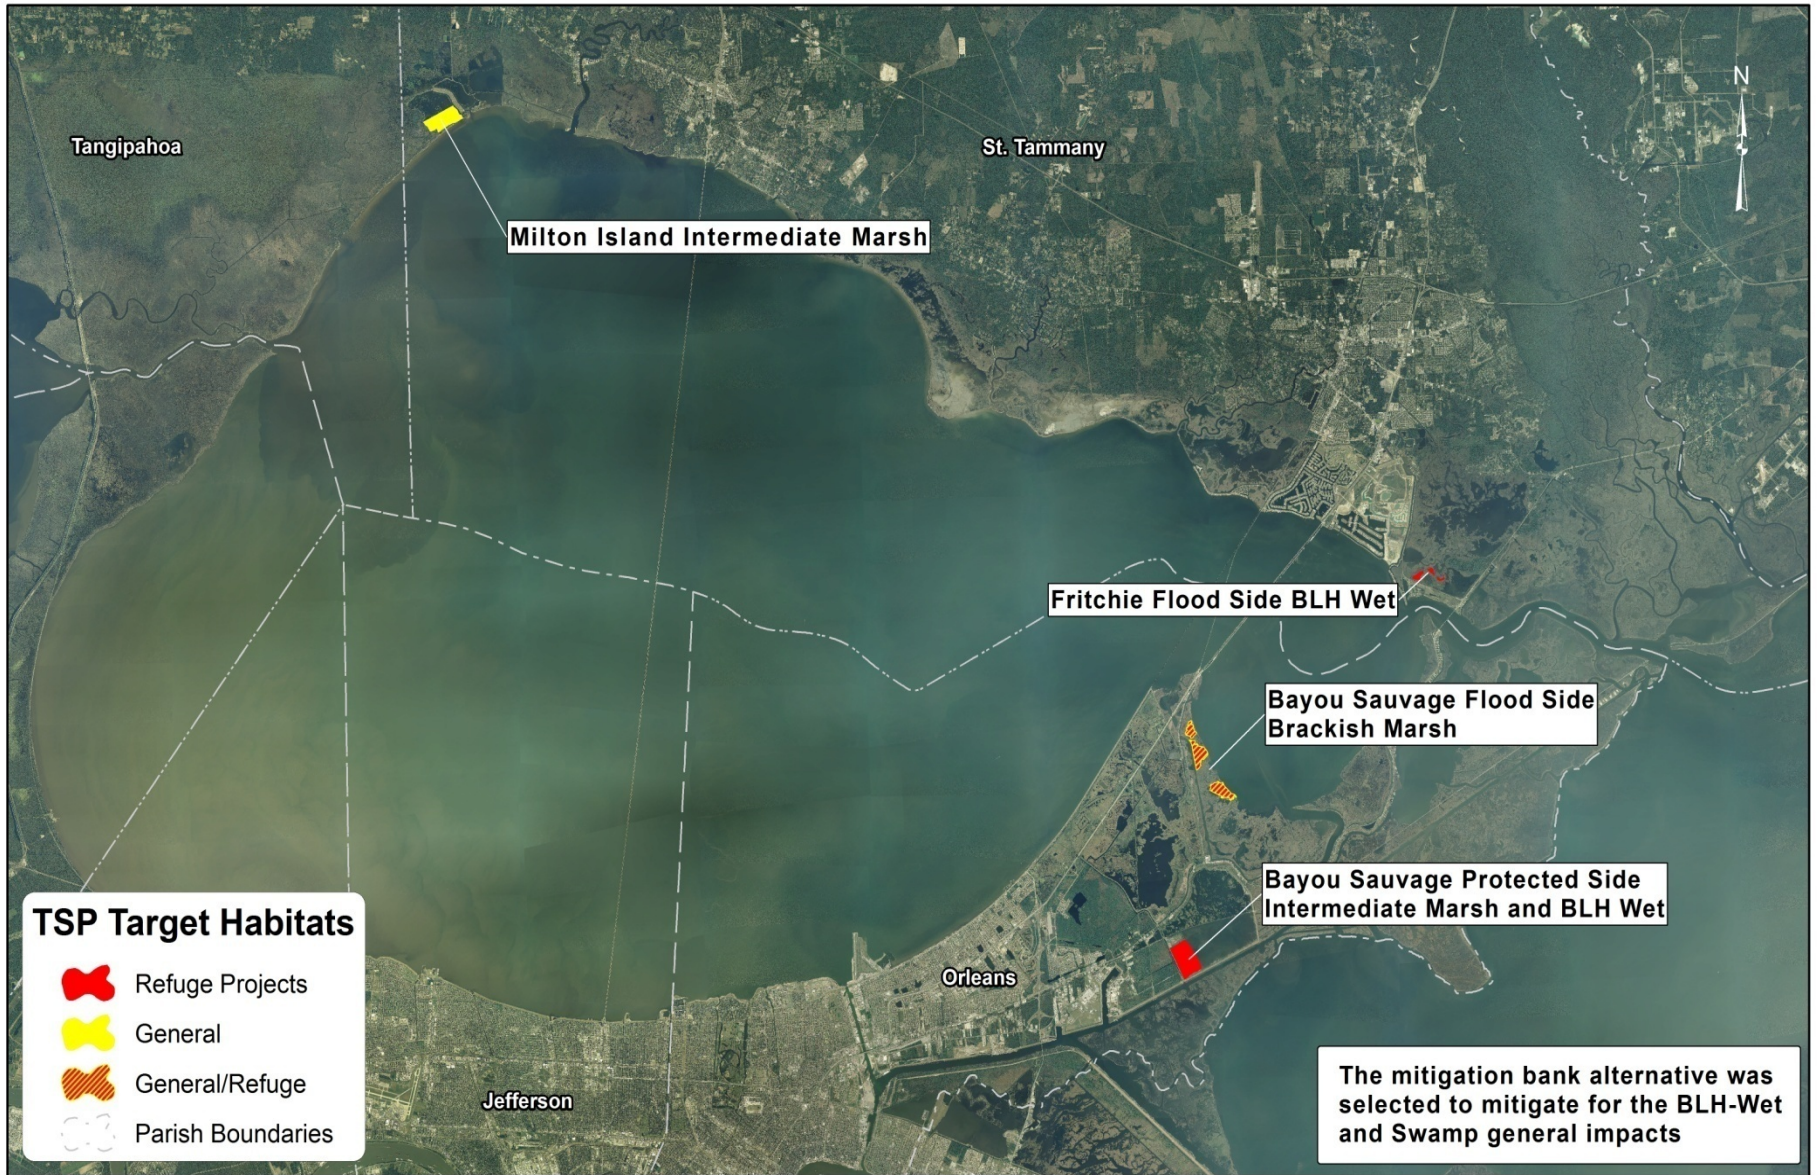 N
Tangipahoa
St. Tammany
Milton Island Intermediate Marsh
Fritchie Flood Side BLH Wet
Bayou Sauvage Flood Side
Brackish Marsh
Bayou Sauvage Protected Side
Intermediate Marsh and BLH Wet
Orleans
Jefferson
TSP Target Habitats
Refuge Projects
General
General/Refuge
Parish Boundaries
The mitigation bank alternative was
selected to mitigate for the BLH-Wet
and Swamp general impacts